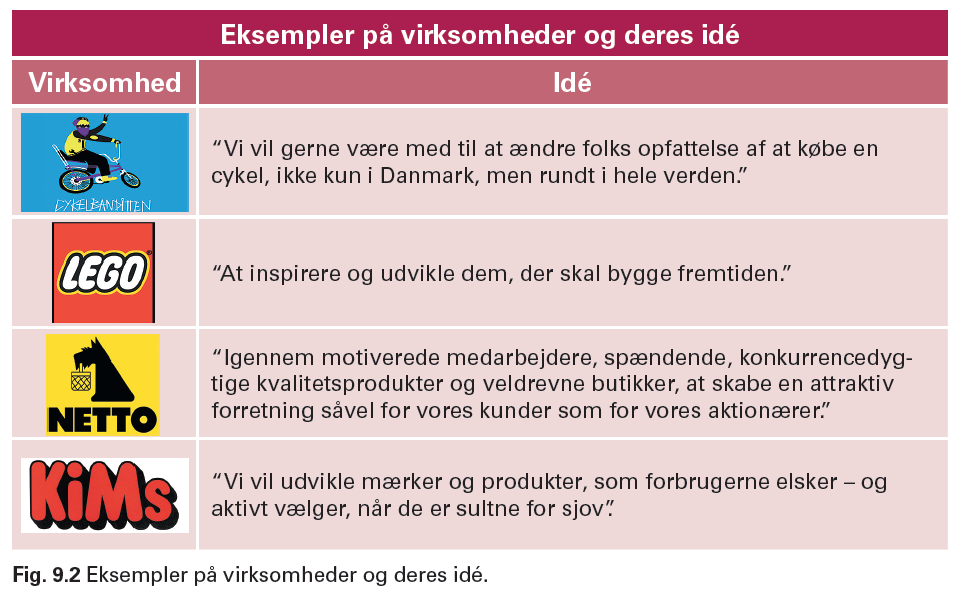 Eksempler på virksomheder og deres idé
Virksomhed
Idé
CYKELBANDITTEN
“Vi vil gerne være med til at ændre folks opfattelse af at købe en
cykel, ikke kun i Danmark, men rundt i hele verden.”
LEGO®
“At inspirere og udvikle dem, der skal bygge fremtiden.”
NETTO
“Igennem motiverede medarbejdere, spændende, konkurrencedyg-
tige kvalitetsprodukter og veldrevne butikker, at skabe en attraktiv
forretning såvel for vores kunder som for vores aktionærer.”
KiMs
“Vi vil udvikle mærker og produkter, som forbrugerne elsker – og
aktivt vælger, når de er sultne for sjov”.
Fig. 9.2 Eksempler på virksomheder og deres idé.